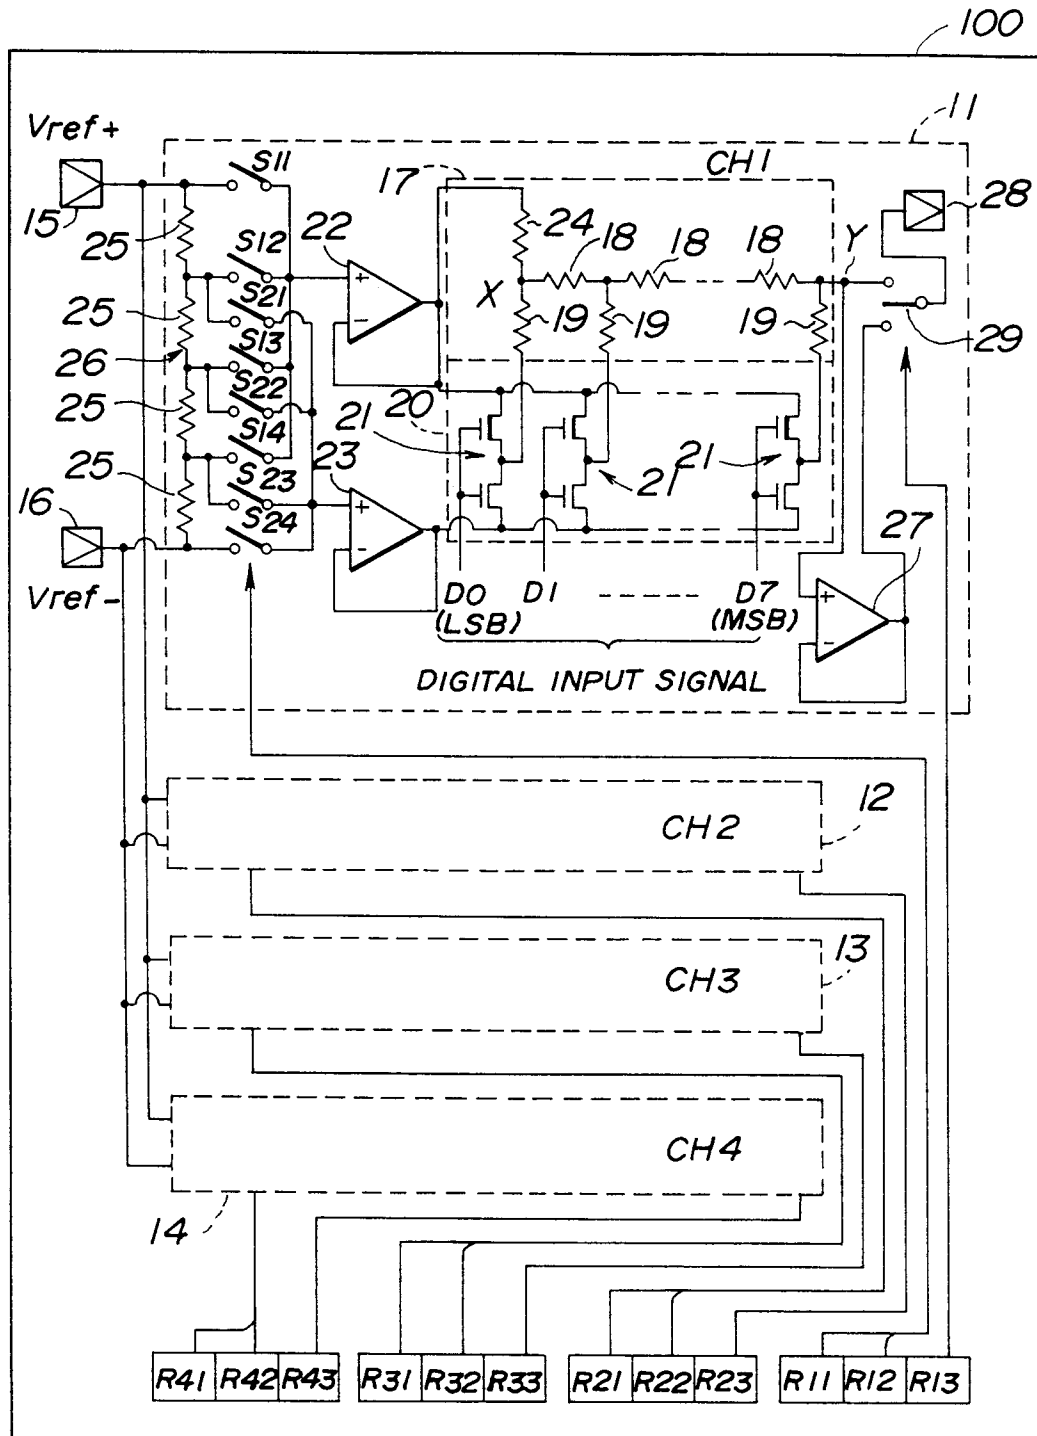 100
Vref+
11
S11
17
CH1
15
25
24
28
S12
22
18
18
18
Y
S21
X
25
S13
19
19
19
29
26
S22
20
25
S14
21
21
21
23
S23
25
16
S24
27
Vref-
D0
D1
D7
(LSB)
(MSB)
DIGITAL INPUT SIGNAL
12
CH2
13
CH3
CH4
14
R41 R42 R43 R31 R32 R33 R21 R22 R23 R11 R12 R13